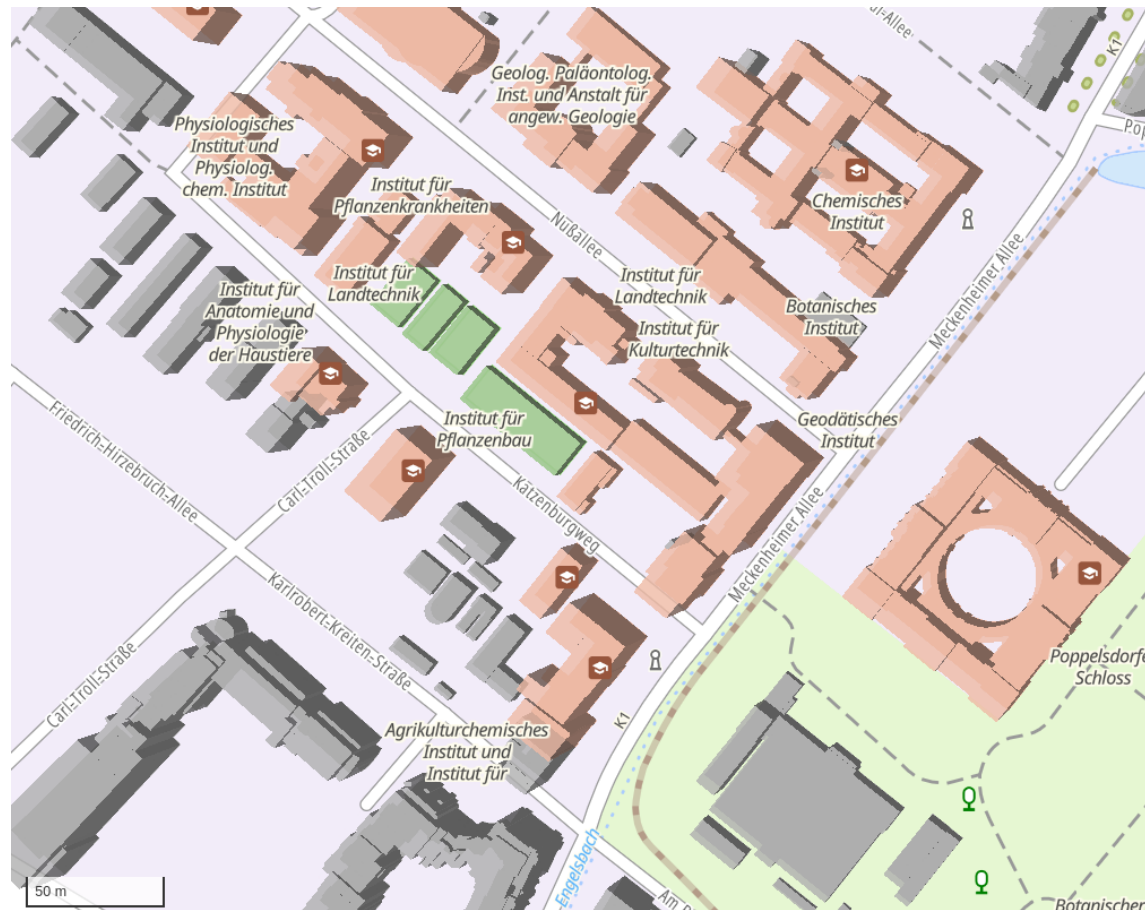 K1
Geolog. Paläontolog.
Inst. und Anstalt für
angew. Geologie
Physiologisches
Institut und
Physiolog.
chem. Institut
Institut für
Pflanzenkrankheiten
Chemisches
Institut
Nußallee
Meckenheimer Allee
Institut für
Landtechnik
Institut für
Landtechnik
Institut für
Anatomie und
Physiologie
der Haustiere
Botanisches
Institut
Institut für
Kulturtechnik
Friedrich-Hirzebruch-Allee
Carl-Troll-Straße
Institut für
Pflanzenbau
Geodätisches
Institut
Katzenburgweg
Meckenheimer Allee
Karlrobert-Kreiten-Straße
Carl-Troll-Straße
Poppelsdorfe
Schloss
K1
Agrikulturchemisches
Institut und
Institut für
Engelsbach
50 m
Am
Botanischer